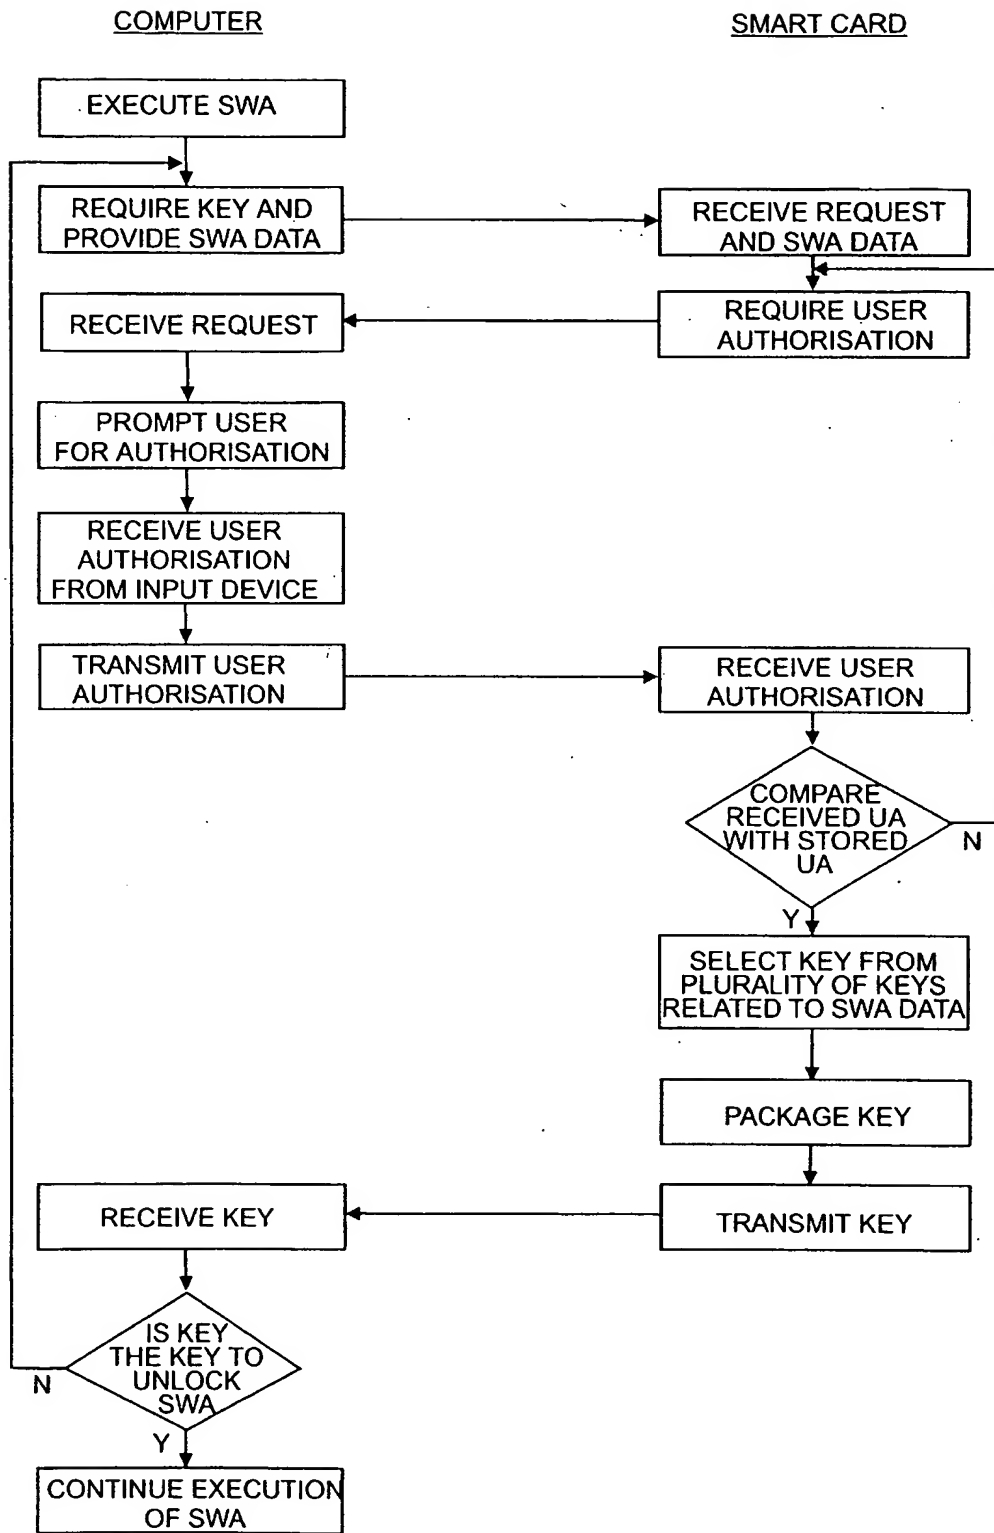 COMPUTER
SMART CARD
EXECUTE SWA
REQUIRE KEY AND
PROVIDE SWA DATA
RECEIVE REQUEST
AND SWA DATA
RECEIVE REQUEST
REQUIRE USER
AUTHORISATION
PROMPT USER
FOR AUTHORISATION
RECEIVE USER
AUTHORISATION
FROM INPUT DEVICE
TRANSMIT USER
AUTHORISATION
RECEIVE USER
AUTHORISATION
COMPARE
RECEIVED UA
WITH STORED
UA
N
Y
SELECT KEY FROM
PLURALITY OF KEYS
RELATED TO SWA DATA
PACKAGE KEY
RECEIVE KEY
TRANSMIT KEY
IS KEY
THE KEY TO
UNLOCK
SWA
N
Y
CONTINUE EXECUTION
OF SWA